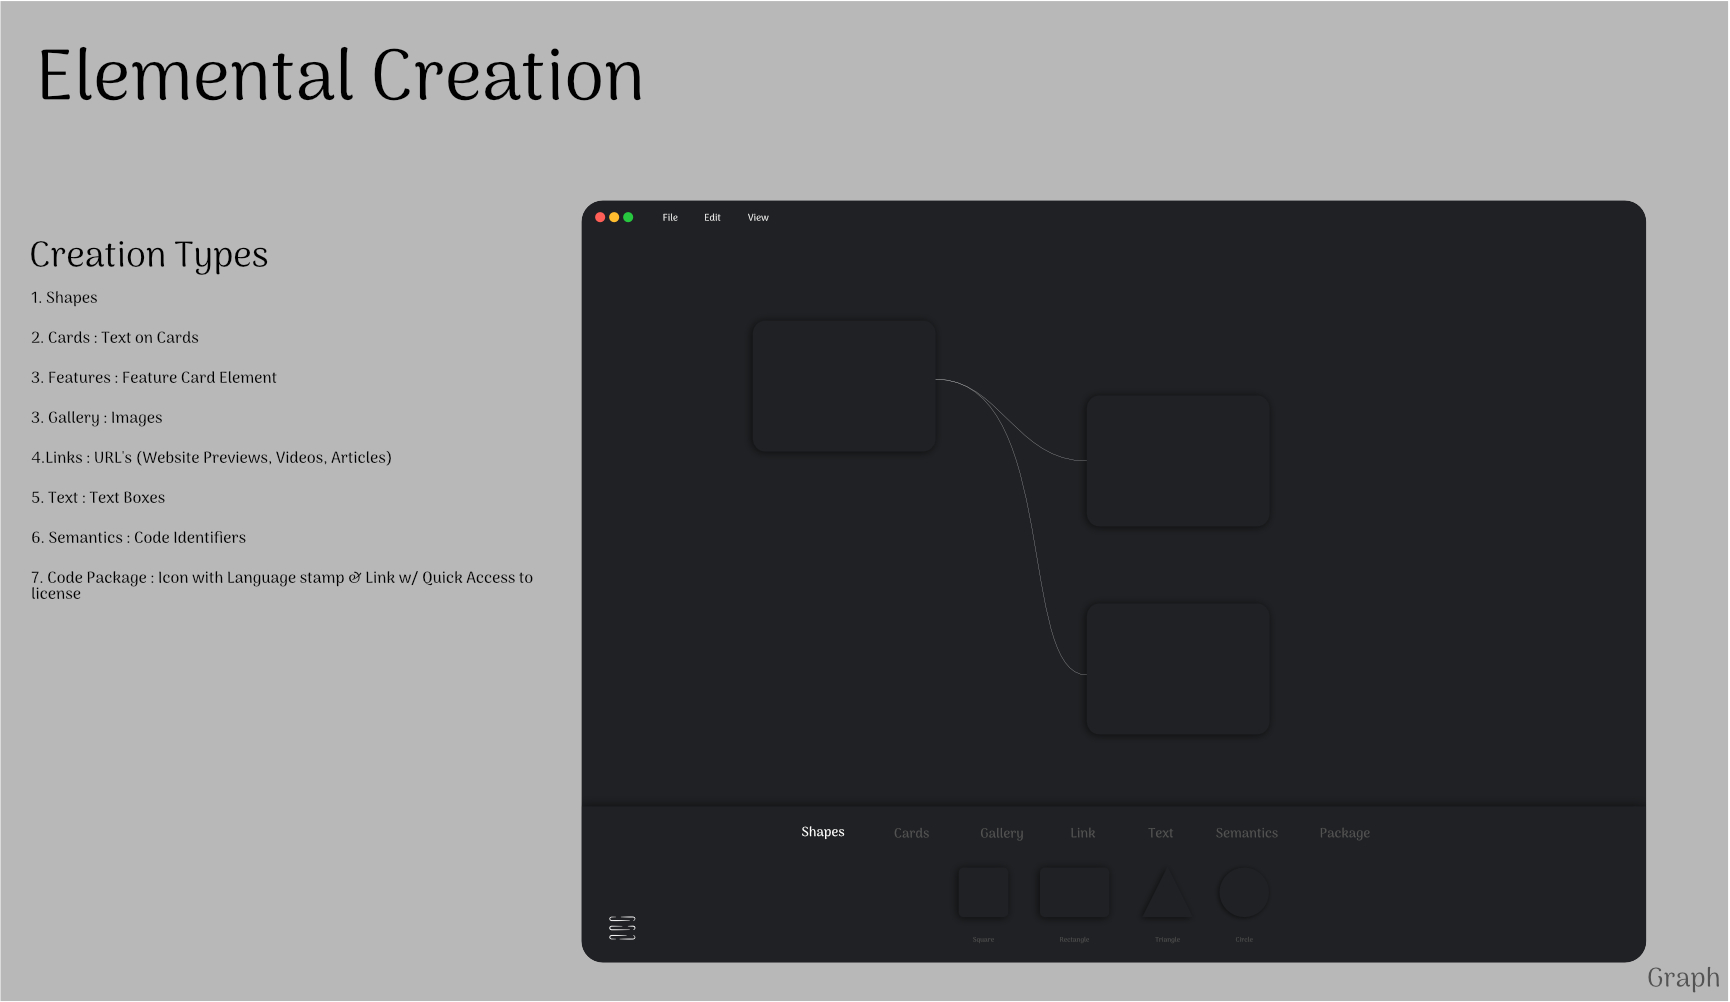 Elemental Creation
Creation Types
1. Shapes
2. Cards : Text on Cards
3. Features : Feature Card Element
3. Gallery : Images
4.Links : URL's (Website Previews, Videos, Articles)
5. Text : Text Boxes
6. Semantics : Code Identifiers
7. Code Package : Icon with Language stamp & Link w/ Quick Access to
license
File Edit View
Shapes Cards Gallery Link Text Semantics Package
Square Rectangle Triangle Circle
Graph